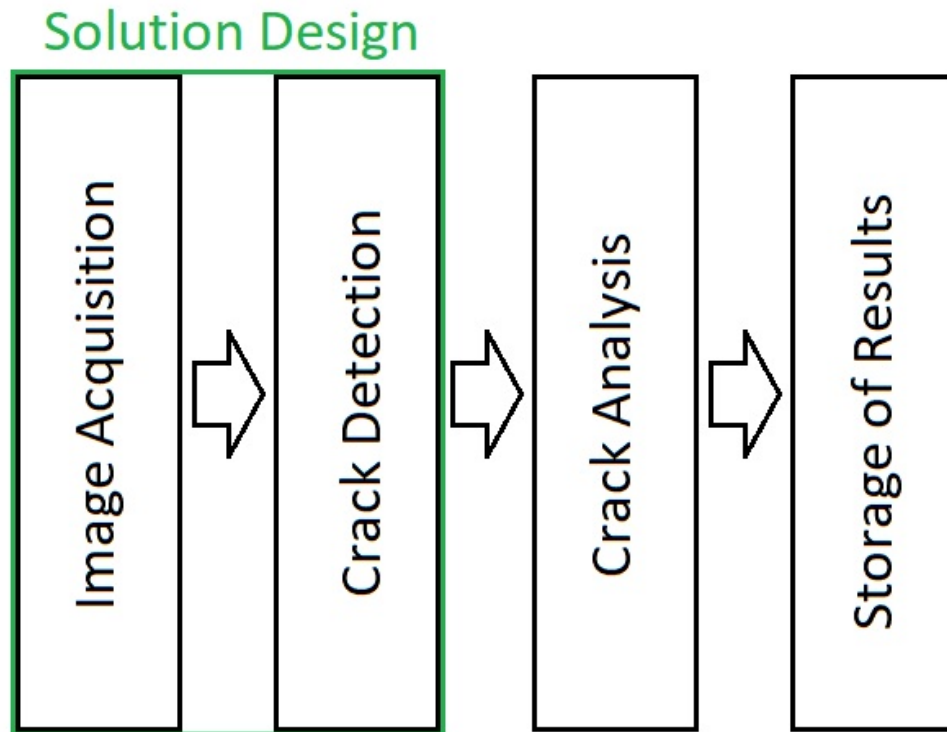 Solution Design
Image Acquisition
Crack Detection
Crack Analysis
Storage of Results